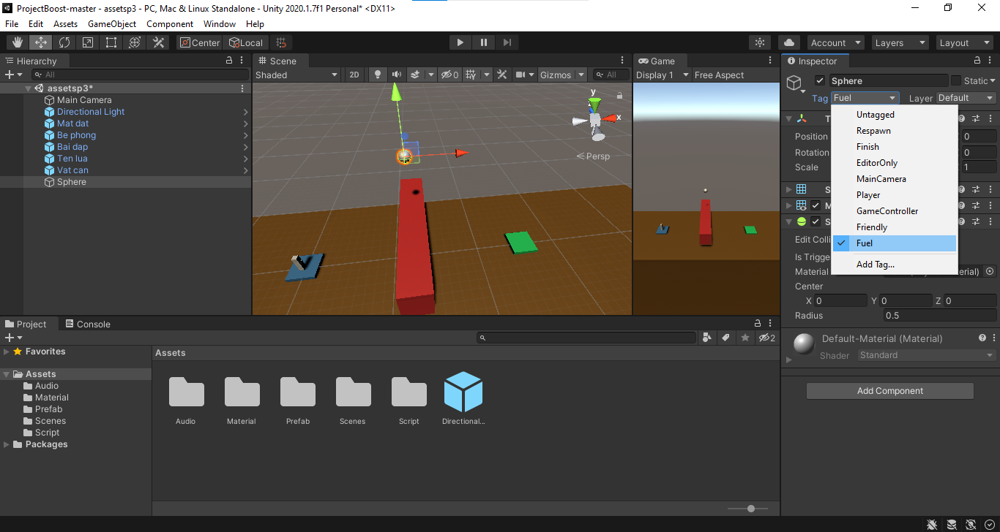 ProjectBoost-master - assetsp3 - PC, Mac & Linux Standalone - Unity 2020.1.7f1 Personal* <DX11>
File Edit Assets GameObject Component Window Help
Center Local Account Layers Layout
Hierarchy
All
assetsp3*
Main Camera
Directional Light
Mat dat
Be phong
Bai dap
Ten lua
Vat can
Sphere
Scene
Shaded 2D 0 Gizmos All
y
x
Persp
Game
Display 1 Free Aspect
Inspector
Sphere Static
Tag Fuel Layer Default
Untagged
Respawn
Finish
EditorOnly
MainCamera
Player
GameController
Friendly
Fuel
Add Tag...
T
Position 0
Rotation 0
Scale 1
S
M
S
Edit Colli
Is Trigge
Material
Center
X 0 Y 0 Z 0
Radius 0.5
Default-Material (Material)
Shader Standard
Add Component
Project Console
2
Favorites
Assets
Audio
Material
Prefab
Scenes
Script
Packages
Assets
Audio Material Prefab Scenes Script Directional...